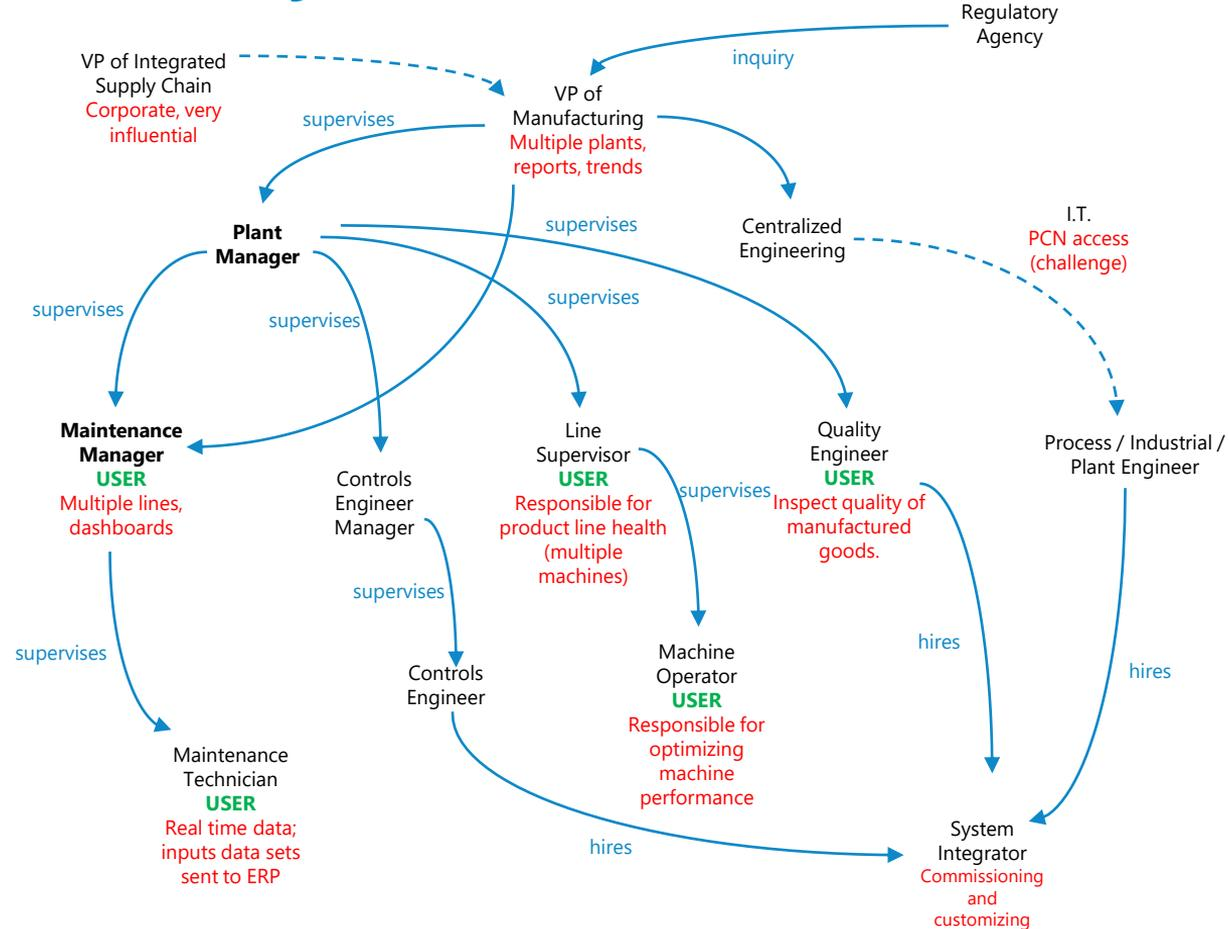 Regulatory
Agency
inquiry
VP of Integrated
Supply Chain
Corporate, very
influential
VP of
Manufacturing
Multiple plants,
reports, trends
supervises
Plant
Manager
supervises
Centralized
Engineering
I.T.
PCN access
(challenge)
supervises
supervises
supervises
Maintenance
Manager
USER
Multiple lines,
dashboards
Controls
Engineer
Manager
Line
Supervisor
USER
Responsible for
product line health
(multiple
machines)
supervises
Quality
Engineer
USER
Inspect quality of
manufactured
goods.
Process / Industrial /
Plant Engineer
supervises
supervises
Controls
Engineer
Machine
Operator
USER
Responsible for
optimizing
machine
performance
hires
hires
Maintenance
Technician
USER
Real time data;
inputs data sets
sent to ERP
hires
System
Integrator
Commissioning
and
customizing